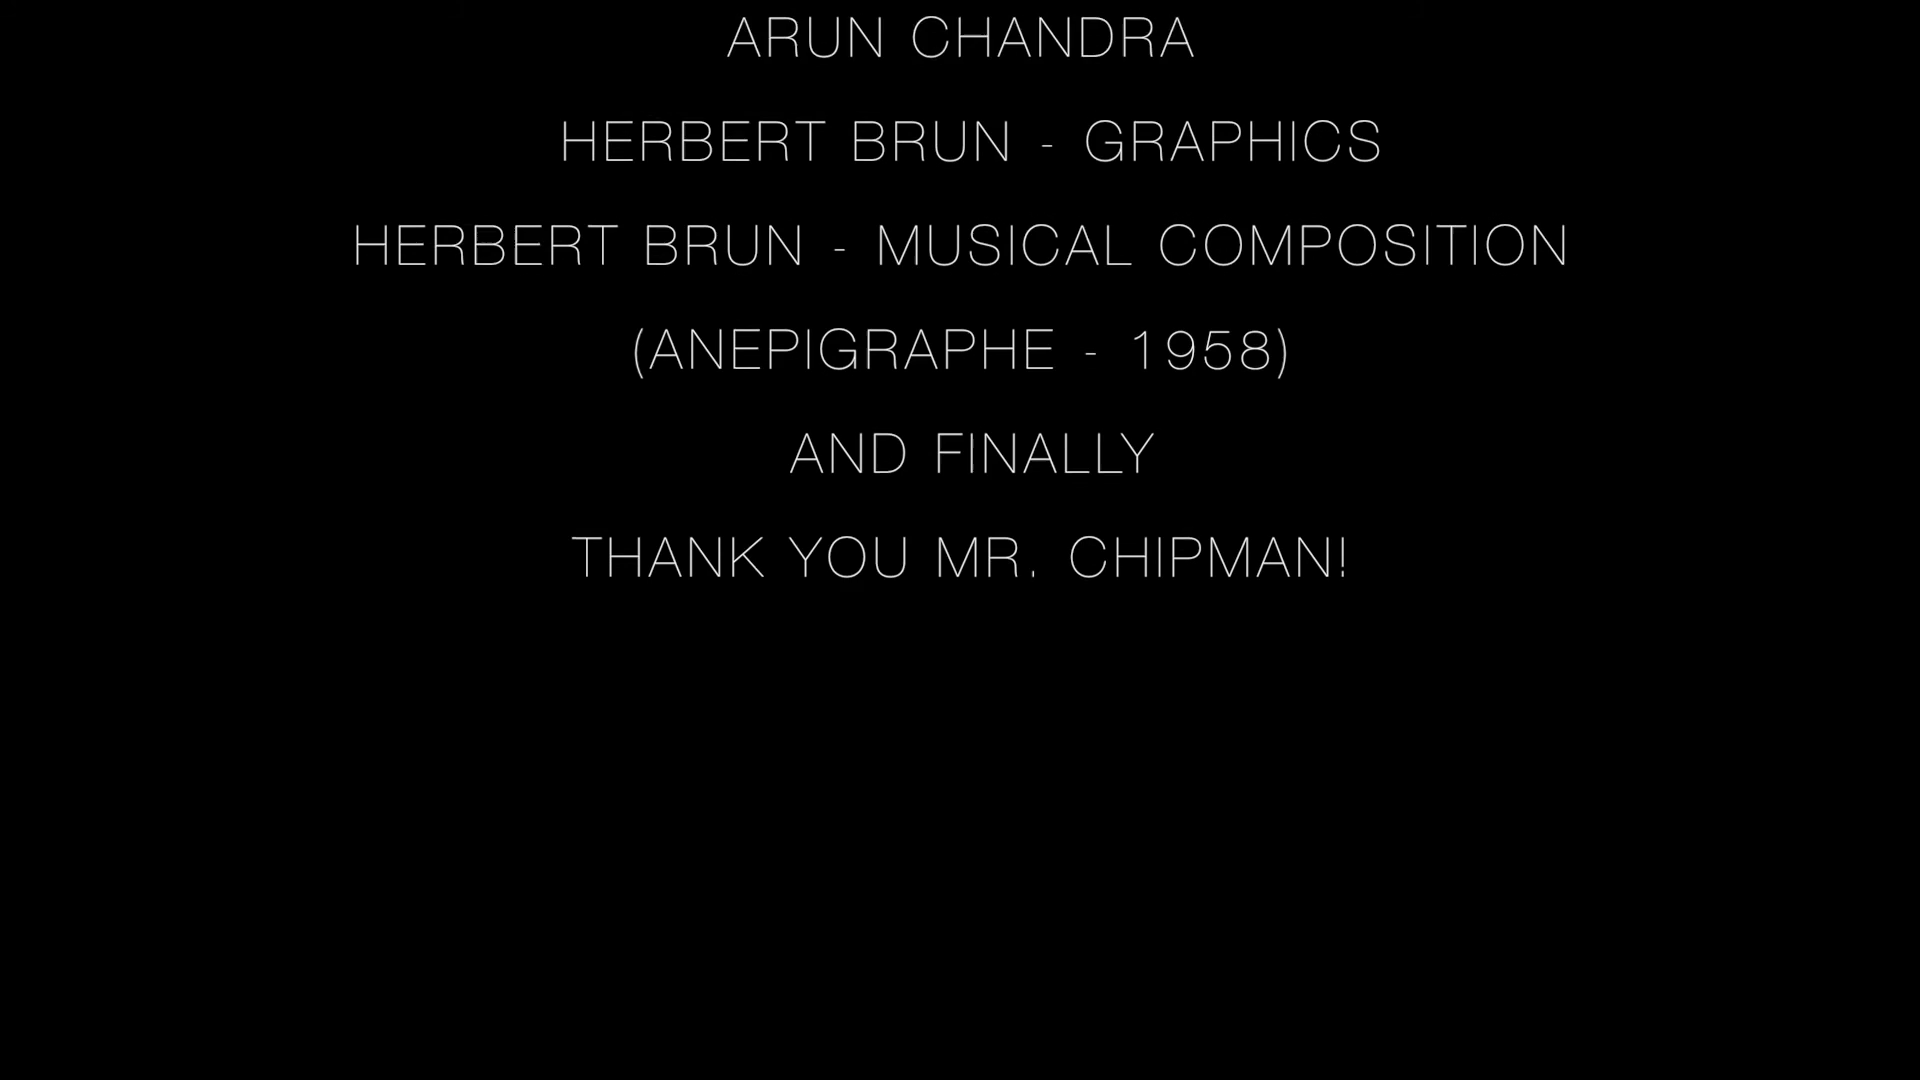 ARUN CHANDRA
HERBERT BRUN - GRAPHICS
HERBERT BRUN - MUSICAL COMPOSITION
(ANEPIGRAPHE - 1958)
AND FINALLY
THANK YOU MR. CHIPMAN!